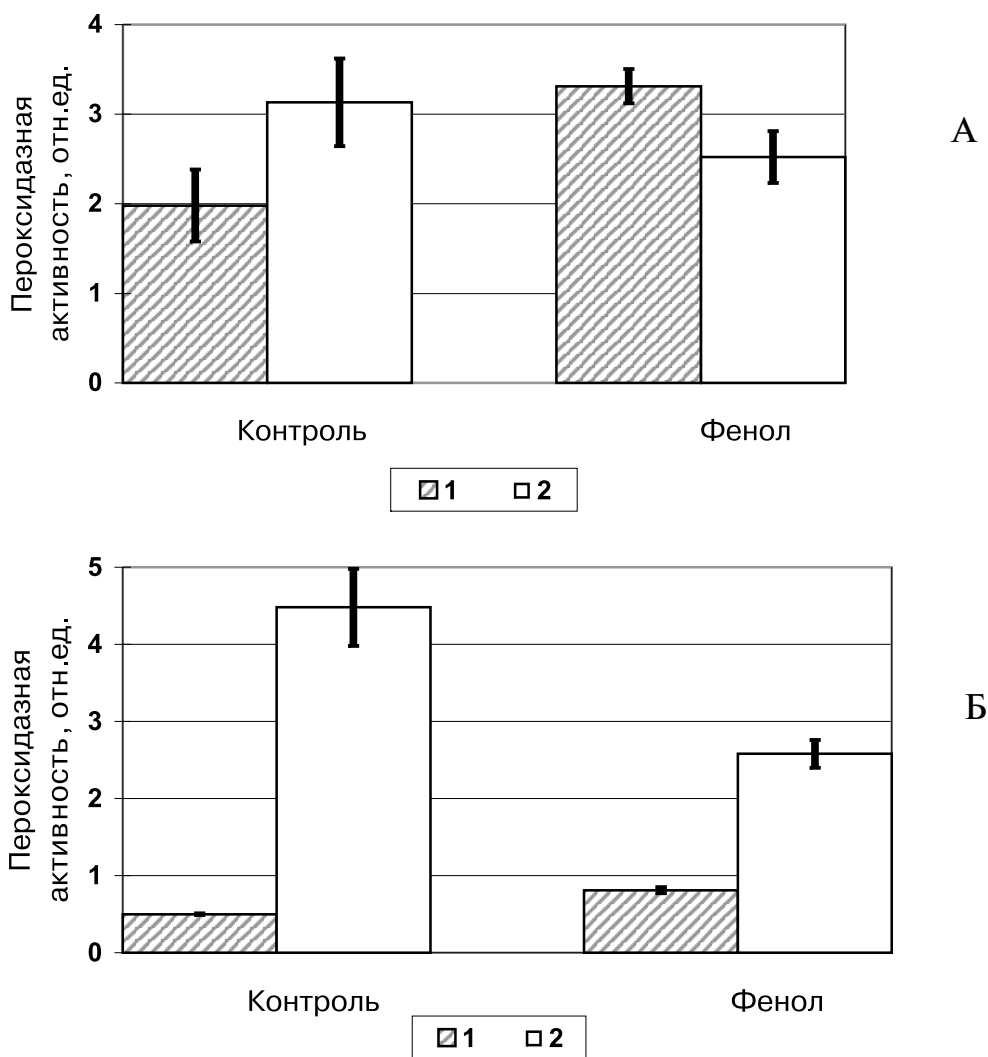 4
3
2
1
0
Пероксидазная
активность, отн.ед.
Контроль
Фенол
1 2
А
5
4
3
2
1
0
Пероксидазная
активность, отн.ед.
Контроль
Фенол
1 2
Б